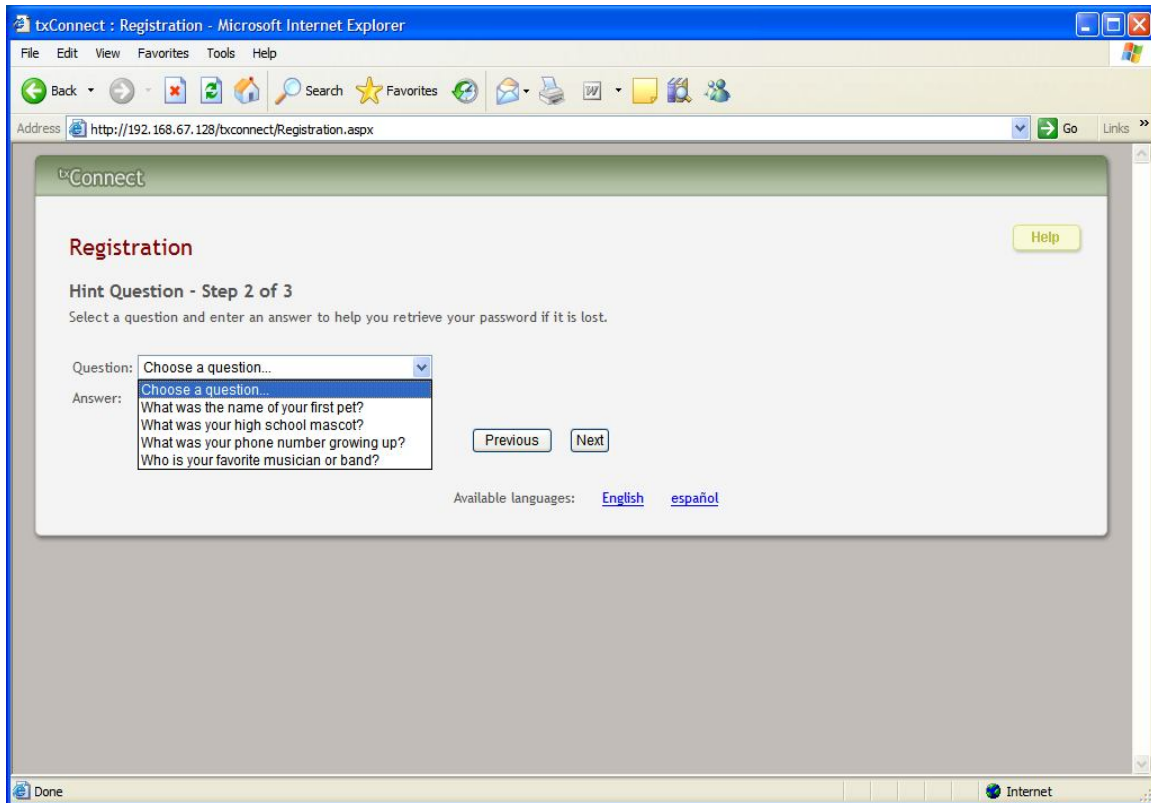 txConnect : Registration - Microsoft Internet Explorer
File Edit View Favorites Tools Help
Back Search Favorites
Address http://192.168.67.128/txconnect/Registration.aspx Go Links »
txConnect
Registration
Help
Hint Question - Step 2 of 3
Select a question and enter an answer to help you retrieve your password if it is lost.
Question: Choose a question...
Choose a question...
Answer:
What was the name of your first pet?
What was your high school mascot?
What was your phone number growing up?
Who is your favorite musician or band?
Previous Next
Available languages: English español
Done Internet